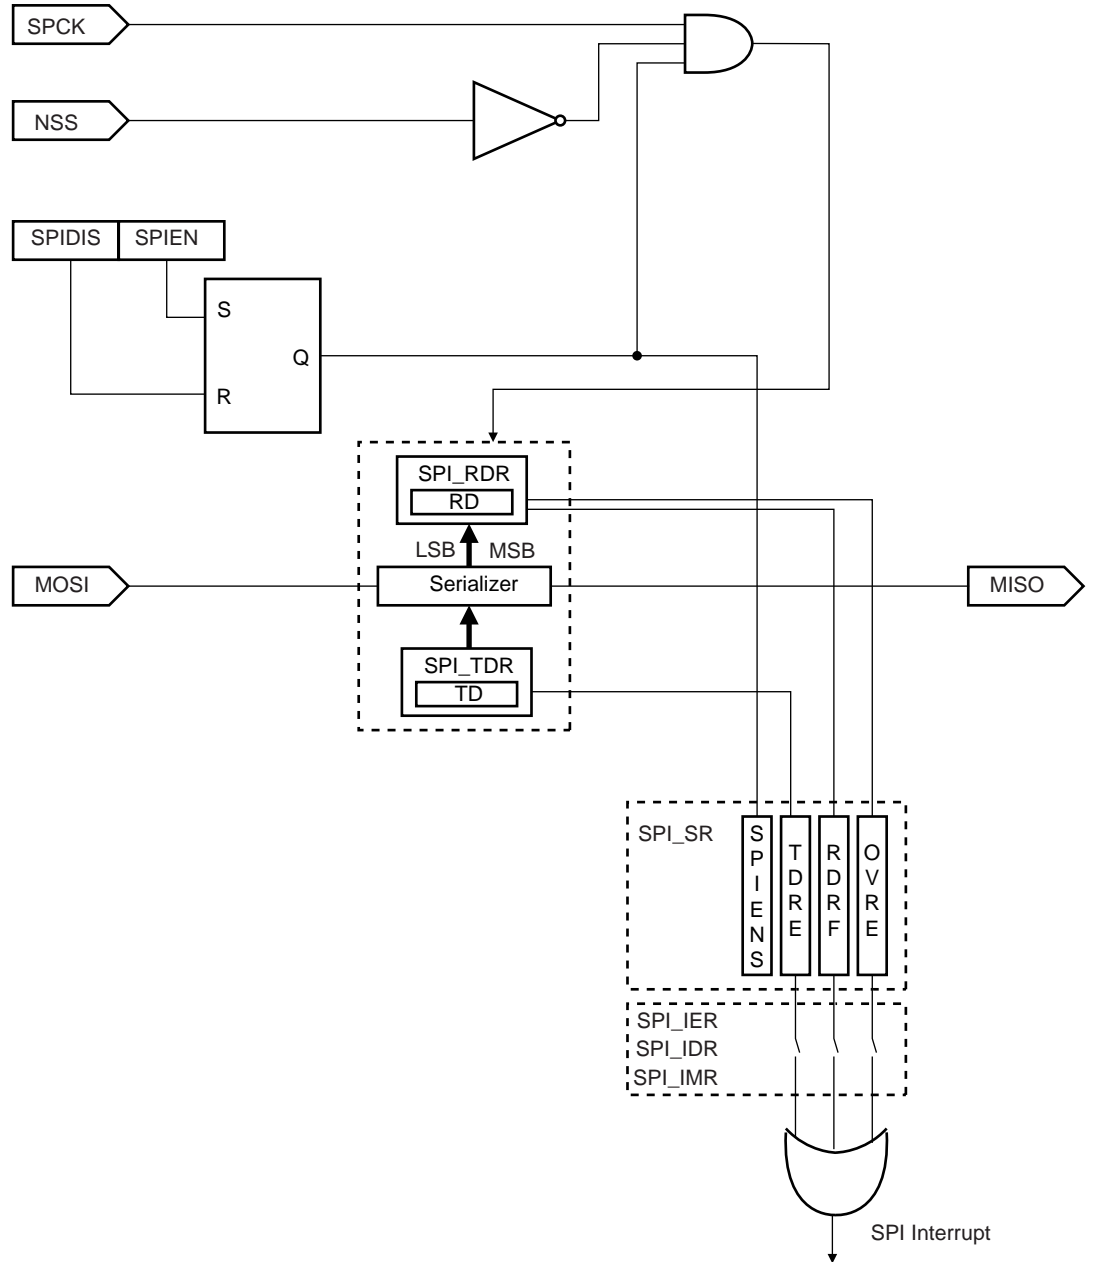 SPCK
NSS
SPIDIS SPIEN
S
Q
R
SPI_RDR
RD
LSB MSB
MOSI
Serializer
MISO
SPI_TDR
TD
SPI_SR
SPIENS
TDRE
RDRF
OVRE
SPI_IER
SPI_IDR
SPI_IMR
SPI Interrupt